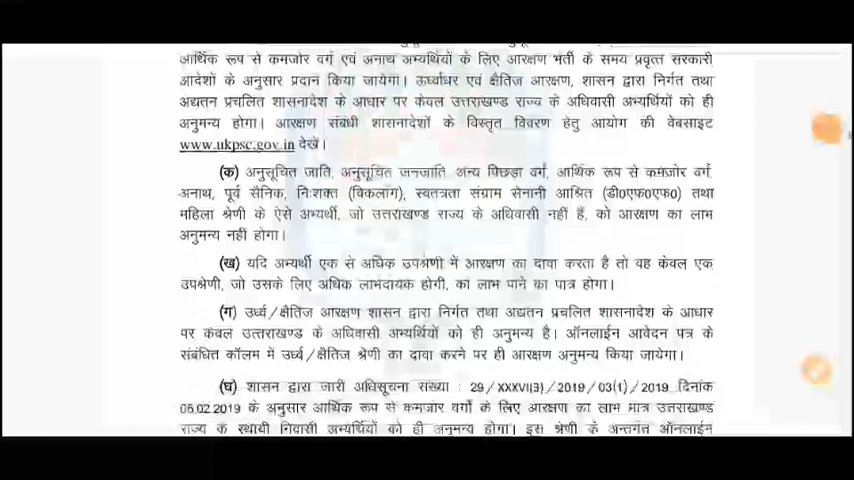 आर्थिक रूप से कमजोर वर्ग एवं अनाथ अभ्यर्थियों के लिए आरक्षण भर्ती के समय प्रवृत्त सरकारी
आदेशों के अनुसार प्रदान किया जायेगा। ऊर्ध्वाधर एवं क्षैतिज आरक्षण, शासन द्वारा निर्गत तथा
अद्यतन प्रचलित शासनादेश के आधार पर केवल उत्तराखण्ड राज्य के अधिवासी अभ्यर्थियों को ही
अनुमन्य होगा। आरक्षण संबंधी शासनादेशों के विस्तृत विवरण हेतु आयोग की वेबसाइट
www.ukpsc.gov.in देखें।
(क) अनुसूचित जाति, अनुसूचित जनजाति, अन्य पिछड़ा वर्ग, आर्थिक रूप से कमजोर वर्ग,
अनाथ, पूर्व सैनिक, निःशक्त (विकलांग), स्वतत्रता संग्राम सेनानी आश्रित (डी0एफ0एफ0) तथा
महिला श्रेणी के ऐसे अभ्यर्थी, जो उत्तराखण्ड राज्य के अधिवासी नहीं हैं, को आरक्षण का लाभ
अनुमन्य नहीं होगा।
(ख) यदि अभ्यर्थी एक से अधिक उपश्रेणी में आरक्षण का दावा करता है तो वह केवल एक
उपश्रेणी, जो उसके लिए अधिक लाभदायक होगी, का लाभ पाने का पात्र होगा।
(ग) उर्ध्व/क्षैतिज आरक्षण शासन द्वारा निर्गत तथा अद्यतन प्रचलित शासनादेश के आधार
पर केवल उत्तराखण्ड के अधिवासी अभ्यर्थियों को ही अनुमन्य है। ऑनलाईन आवेदन पत्र के
संबंधित कॉलम में उर्ध्व/क्षैतिज श्रेणी का दावा करने पर ही आरक्षण अनुमन्य किया जायेगा।
(घ) शासन द्वारा जारी अधिसूचना संख्या : 29/XXXVI(3)/2019/03(1)/2019 दिनांक
06.02.2019 के अनुसार आर्थिक रूप से कमजोर वर्गों के लिए आरक्षण का लाभ मात्र उत्तराखण्ड
राज्य के स्थायी निवासी अभ्यर्थियों को ही अनुमन्य होगा। इस श्रेणी के अन्तर्गत ऑनलाईन